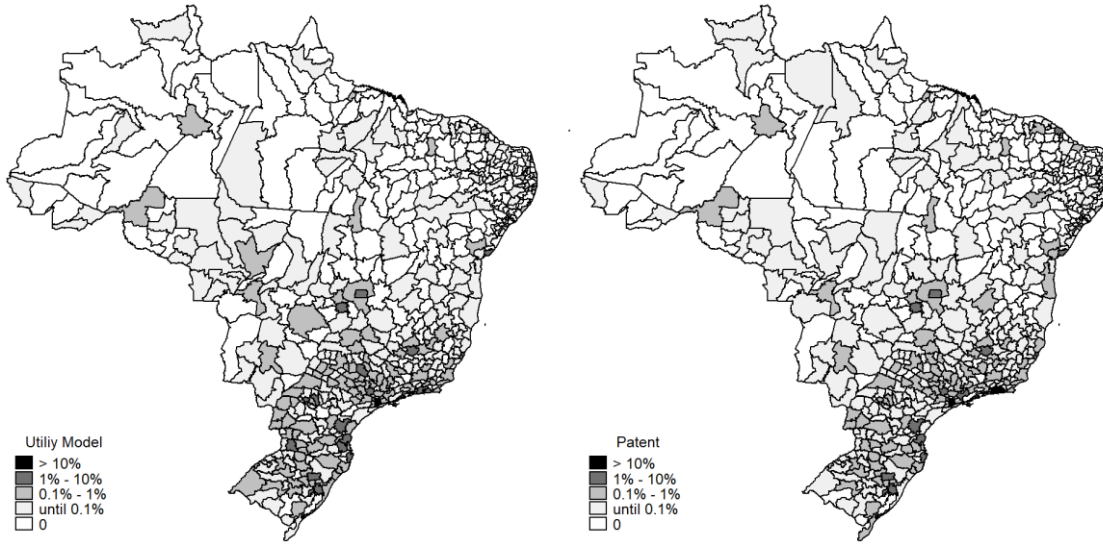 Utiliy Model
> 10%
1% - 10%
0.1% - 1%
until 0.1%
0
Patent
> 10%
1% - 10%
0.1% - 1%
until 0.1%
0